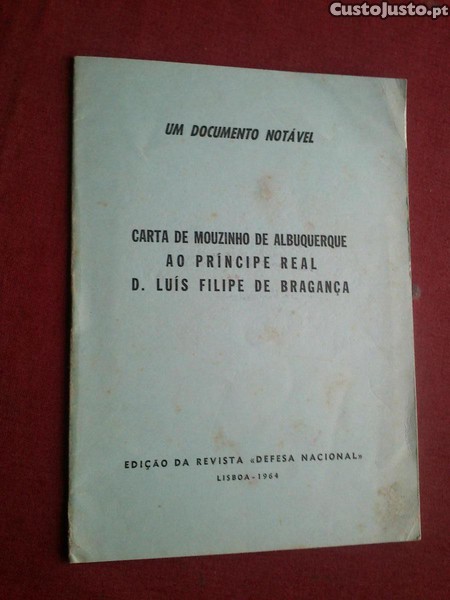 CustoJusto.pt
UM DOCUMENTO NOTÁVEL
CARTA DE MOUZINHO DE ALBUQUERQUE
AO PRÍNCIPE REAL
D. LUÍS FILIPE DE BRAGANÇA
EDIÇÃO DA REVISTA «DEFESA NACIONAL»
LISBOA-1964